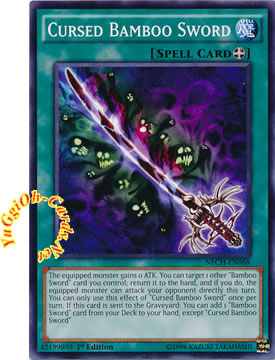 CURSED BAMBOO SWORD
[SPELL CARD]
YuGgiOh-Cards.Net
NECH-EN068
The equipped monster gains 0 ATK. You can target 1 other "Bamboo
Sword" card you control; return it to the hand, and if you do, the
equipped monster can attack your opponent directly this turn.
You can only use this effect of "Cursed Bamboo Sword" once per
turn. If this card is sent to the Graveyard: You can add 1 "Bamboo
Sword" card from your Deck to your hand, except "Cursed Bamboo
Sword".
42199039 1st Edition ©1996 KAZUKI TAKAHASHI